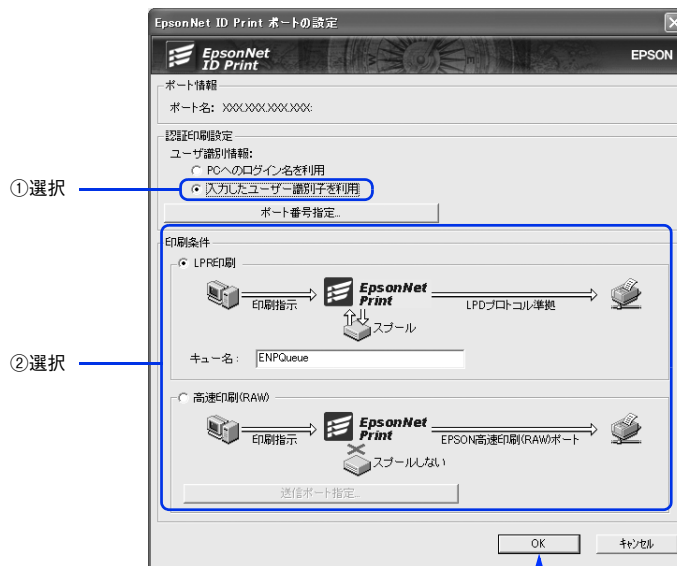 EpsonNet ID Print ポートの設定
EpsonNet
ID Print
EPSON
ポート情報
ポート名: XXX.XXX.XXX.XXX:
認証印刷設定
ユーザ識別情報:
PCへのログイン名を利用
①選択
入力したユーザー識別子を利用
ポート番号指定...
印刷条件
LPR印刷
印刷指示
EpsonNet
Print
LPDプロトコル準拠
スプール
②選択
キュー名:
ENPQueue
高速印刷(RAW)
印刷指示
EpsonNet
Print
EPSON高速印刷(RAW)ポート
スプールしない
送信ポート指定...
OK
キャンセル